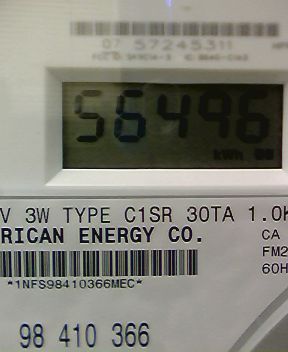 07 57245311
56496
kWh
V 3W TYPE C1SR 30TA 1.0K
RICAN ENERGY CO.
CA
FM2
60H
*1NFS98410366MEC*
98 410 366